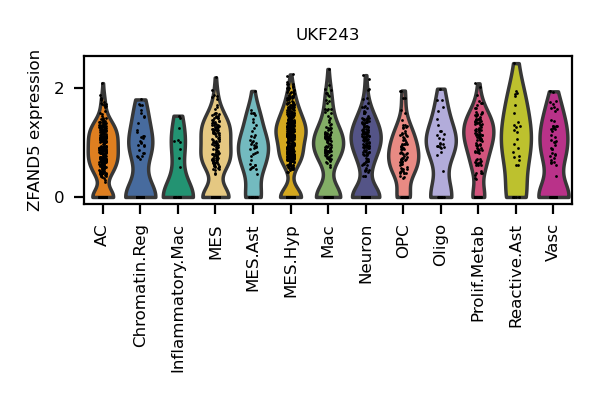 UKF243
ZFAND5 expression
2
0
AC
Chromatin.Reg
Inflammatory.Mac
MES
MES.Ast
MES.Hyp
Mac
Neuron
OPC
Oligo
Prolif.Metab
Reactive.Ast
Vasc